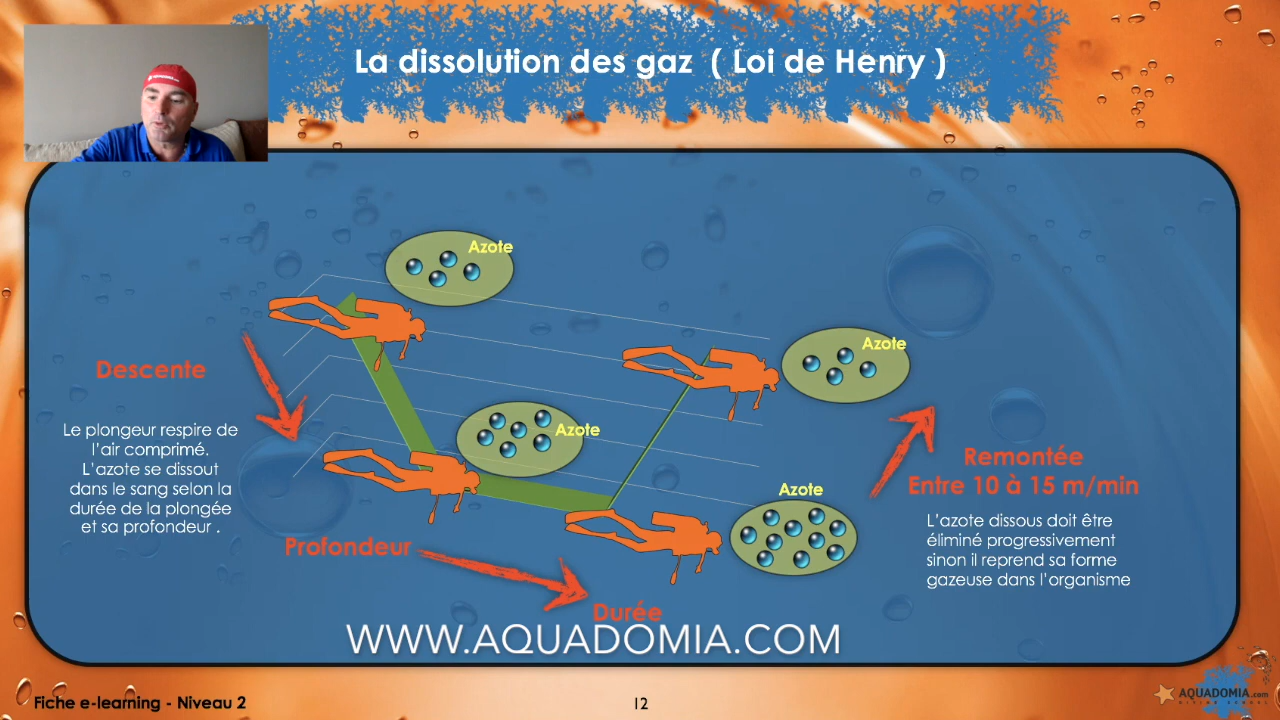 La dissolution des gaz ( Loi de Henry )
Azote
Azote
Descente
Azote
Le plongeur respire de
l'air comprimé.
L'azote se dissout
dans le sang selon la
durée de la plongée
et sa profondeur .
Remontée
Entre 10 à 15 m/min
Azote
L'azote dissous doit être
éliminé progressivement
sinon il reprend sa forme
gazeuse dans l'organisme
Profondeur
Durée
WWW.AQUADOMIA.COM
Fiche e-learning - Niveau 2
12
AQUADOMIA.com